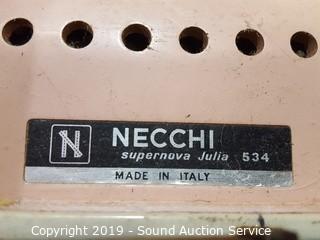 N
NECCHI
supernova Julia 534
MADE IN ITALY
Copyright 2019 - Sound Auction Service